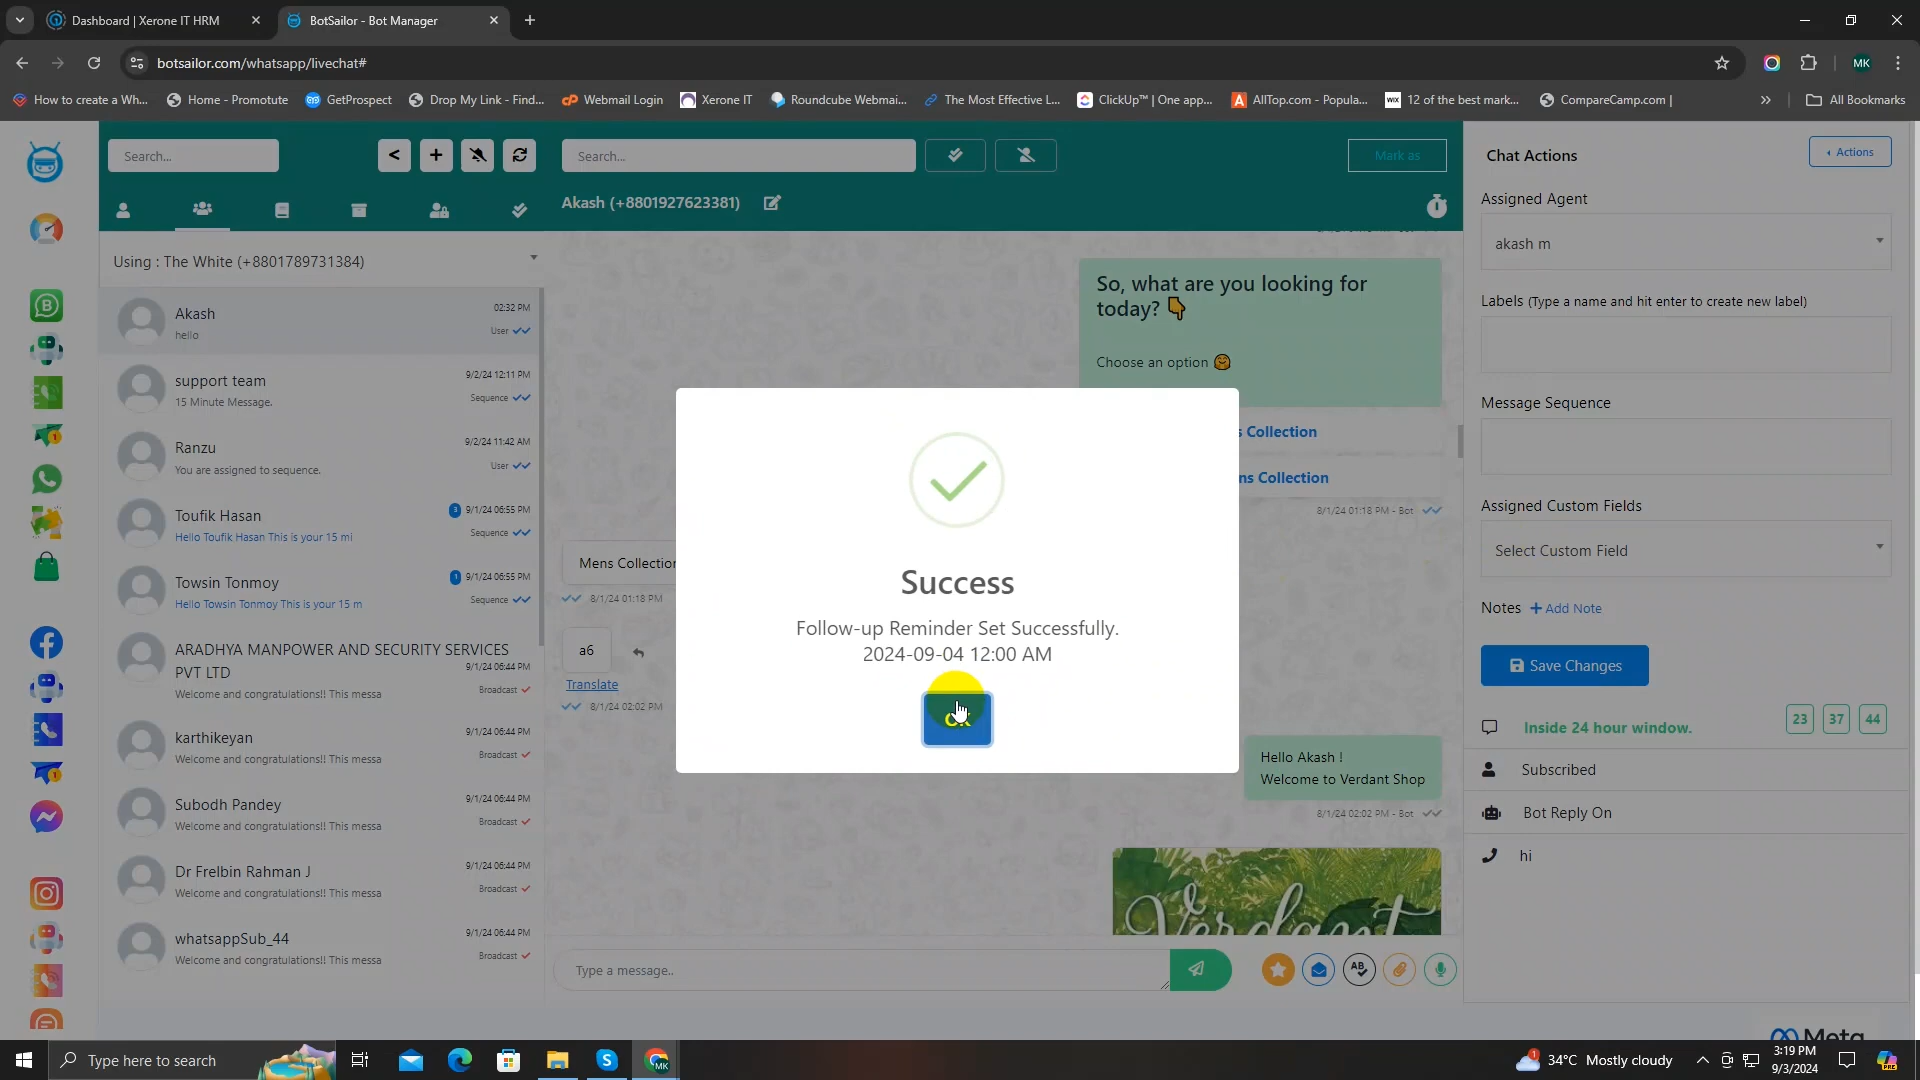 Dashboard | Xerone IT HRM
BotSailor - Bot Manager
botsailor.com/whatsapp/livechat#
MK
How to create a Wh...
Home - Promotute
GetProspect
Drop My Link - Find...
Webmail Login
Xerone IT
Roundcube Webmai...
The Most Effective L...
ClickUp™ | One app...
AllTop.com - Popula...
12 of the best mark...
CompareCamp.com |
All Bookmarks
Search...
Search...
Mark as
Akash (+8801927623381)
Using : The White (+8801789731384)
Akash
02:32 PM
hello
User
support team
9/2/24 12:11 PM
15 Minute Message.
Sequence
Ranzu
9/2/24 11:42 AM
You are assigned to sequence.
User
Toufik Hasan
3
9/1/24 06:55 PM
Hello Toufik Hasan This is your 15 mi
Sequence
Towsin Tonmoy
1
9/1/24 06:55 PM
Hello Towsin Tonmoy This is your 15 m
Sequence
ARADHYA MANPOWER AND SECURITY SERVICES
PVT LTD
9/1/24 06:44 PM
Welcome and congratulations!! This messa
Broadcast
karthikeyan
9/1/24 06:44 PM
Welcome and congratulations!! This messa
Broadcast
Subodh Pandey
9/1/24 06:44 PM
Welcome and congratulations!! This messa
Broadcast
Dr Frelbin Rahman J
9/1/24 06:44 PM
Welcome and congratulations!! This messa
Broadcast
whatsappSub_44
9/1/24 06:44 PM
Welcome and congratulations!! This messa
Broadcast
So, what are you looking for
today?
Choose an option
s Collection
ns Collection
8/1/24 01:18 PM - Bot
Mens Collection
8/1/24 01:18 PM
a6
Translate
8/1/24 02:02 PM
Success
Follow-up Reminder Set Successfully.
2024-09-04 12:00 AM
OK
Hello Akash !
Welcome to Verdant Shop
8/1/24 02:02 PM - Bot
Verdant
Type a message..
Chat Actions
Actions
Assigned Agent
akash m
Labels (Type a name and hit enter to create new label)
Message Sequence
Assigned Custom Fields
Select Custom Field
Notes + Add Note
Save Changes
Inside 24 hour window.
23 37 44
Subscribed
Bot Reply On
hi
Meta
Type here to search
34°C Mostly cloudy
3:19 PM
9/3/2024